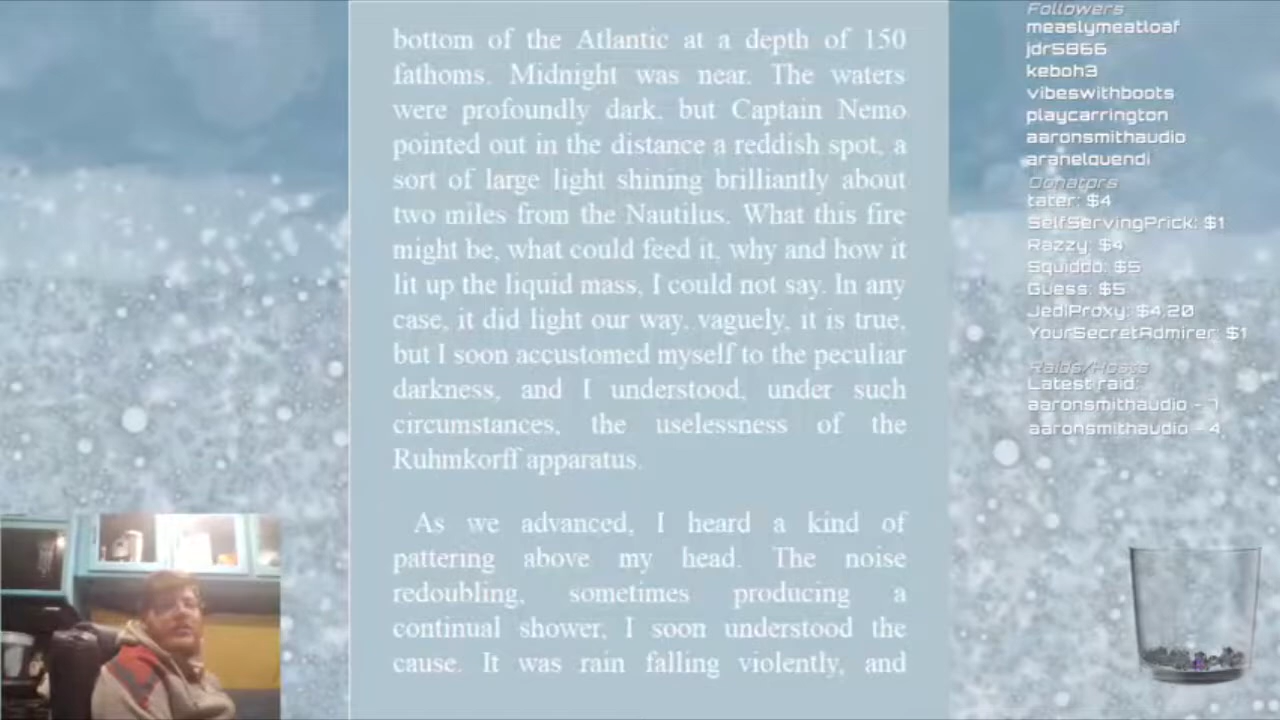 bottom of the Atlantic at a depth of 150
fathoms. Midnight was near. The waters
were profoundly dark, but Captain Nemo
pointed out in the distance a reddish spot, a
sort of large light shining brilliantly about
two miles from the Nautilus. What this fire
might be, what could feed it, why and how it
lit up the liquid mass, I could not say. In any
case, it did light our way, vaguely, it is true,
but I soon accustomed myself to the peculiar
darkness, and I understood, under such
circumstances, the uselessness of the
Ruhmkorff apparatus.
As we advanced, I heard a kind of
pattering above my head. The noise
redoubling, sometimes producing a
continual shower, I soon understood the
cause. It was rain falling violently, and
Followers
measlymeatloaf
jdr5866
keboh3
vibeswithboots
playcarrington
aaronsmithaudio
aranelquendi
Donators
tater: $4
SelfServingPrick: $1
Razzy: $4
Squidbo: $5
Guess: $5
JediProxy: $4.20
YourSecretAdmirer: $1
Raids/Hosts
Latest raid:
aaronsmithaudio - 7
aaronsmithaudio - 4